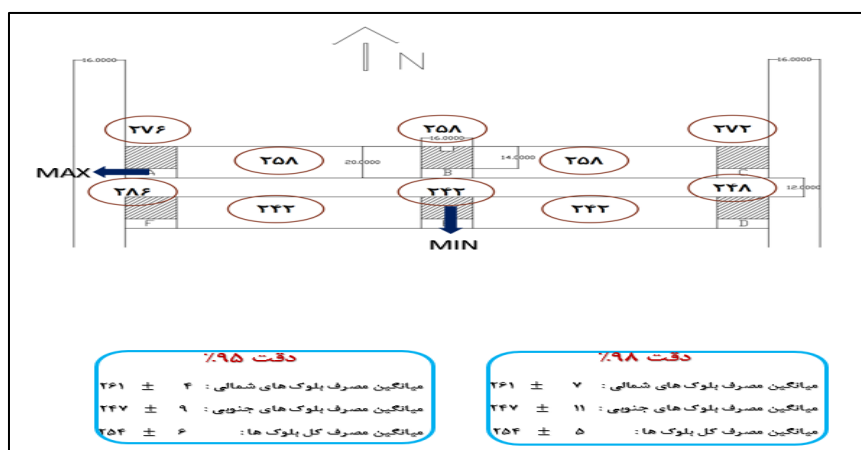 N
16.0000
16.0000
۲۷۶
۲۵۸
۲۷۲
16.0000
۲۵۸
20.0000
14.0000
۲۵۸
MAX
A
B
C
۲۸۶
۲۴۲
۲۴۸
12.0000
۲۴۲
۲۴۲
F
D
MIN
دقت ۹۵٪
میانگین مصرف بلوک های شمالی : ۴ ± ۲۶۱
میانگین مصرف بلوک های جنوبی : ۹ ± ۲۴۷
میانگین مصرف کل بلوک ها : ۶ ± ۲۵۴
دقت ۹۸٪
میانگین مصرف بلوک های شمالی : ۷ ± ۲۶۱
میانگین مصرف بلوک های جنوبی : ۱۱ ± ۲۴۷
میانگین مصرف کل بلوک ها : ۵ ± ۲۵۴